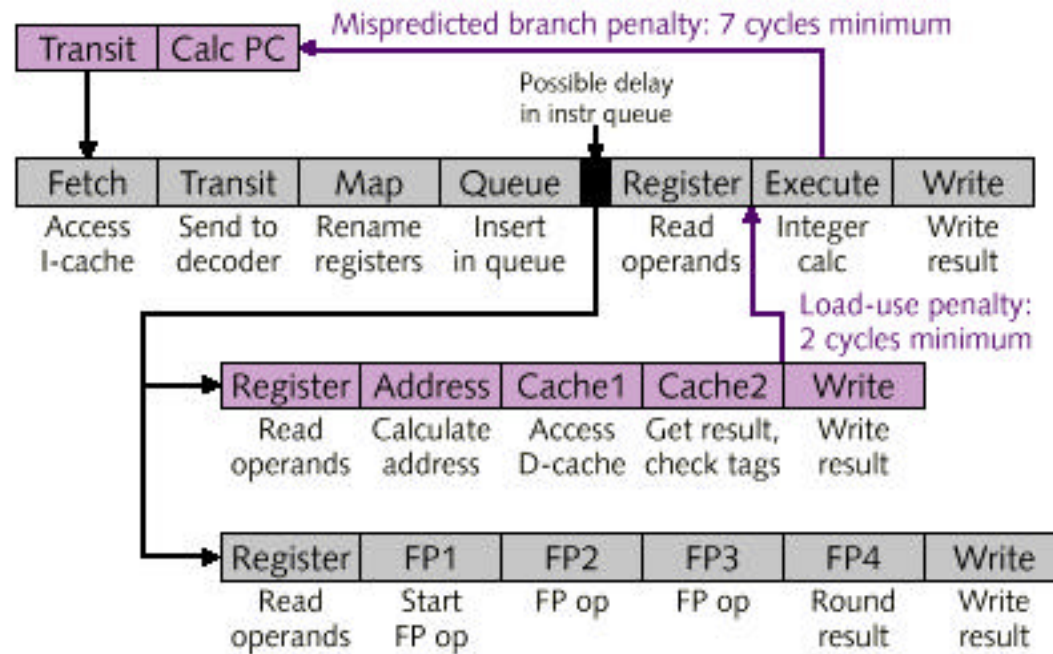 Mispredicted branch penalty: 7 cycles minimum
Transit Calc PC
Possible delay
in instr queue
Fetch Transit Map Queue Register Execute Write
Access Send to Rename Insert Read Integer Write
I-cache decoder registers in queue operands calc result
Load-use penalty:
2 cycles minimum
Register Address Cache1 Cache2 Write
Read Calculate Access Get result, Write
operands address D-cache check tags result
Register FP1 FP2 FP3 FP4 Write
Read Start FP op FP op Round Write
operands FP op result result